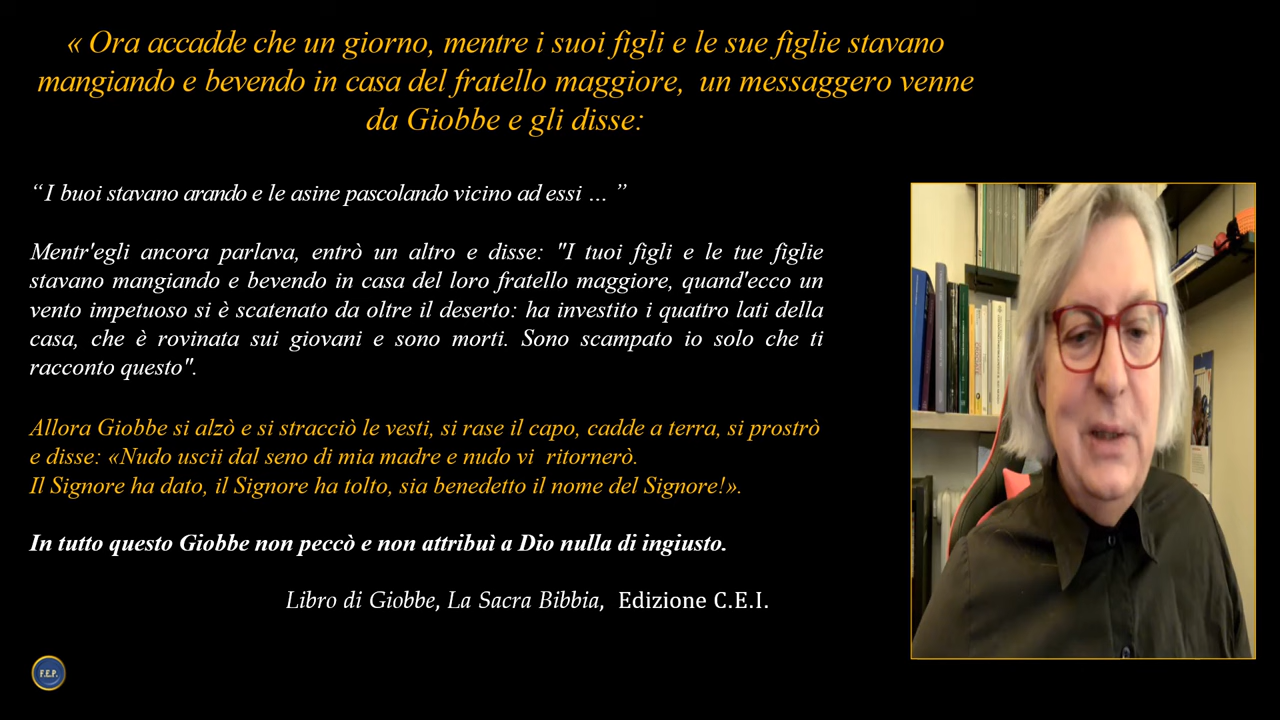 « Ora accadde che un giorno, mentre i suoi figli e le sue figlie stavano
mangiando e bevendo in casa del fratello maggiore, un messaggero venne
da Giobbe e gli disse:
“I buoi stavano arando e le asine pascolando vicino ad essi … ”
Mentr'egli ancora parlava, entrò un altro e disse: "I tuoi figli e le tue figlie
stavano mangiando e bevendo in casa del loro fratello maggiore, quand'ecco un
vento impetuoso si è scatenato da oltre il deserto: ha investito i quattro lati della
casa, che è rovinata sui giovani e sono morti. Sono scampato io solo che ti
racconto questo".
Allora Giobbe si alzò e si stracciò le vesti, si rase il capo, cadde a terra, si prostrò
e disse: «Nudo uscii dal seno di mia madre e nudo vi ritornerò.
Il Signore ha dato, il Signore ha tolto, sia benedetto il nome del Signore!».
In tutto questo Giobbe non peccò e non attribuì a Dio nulla di ingiusto.
Libro di Giobbe, La Sacra Bibbia, Edizione C.E.I.
F.E.P.